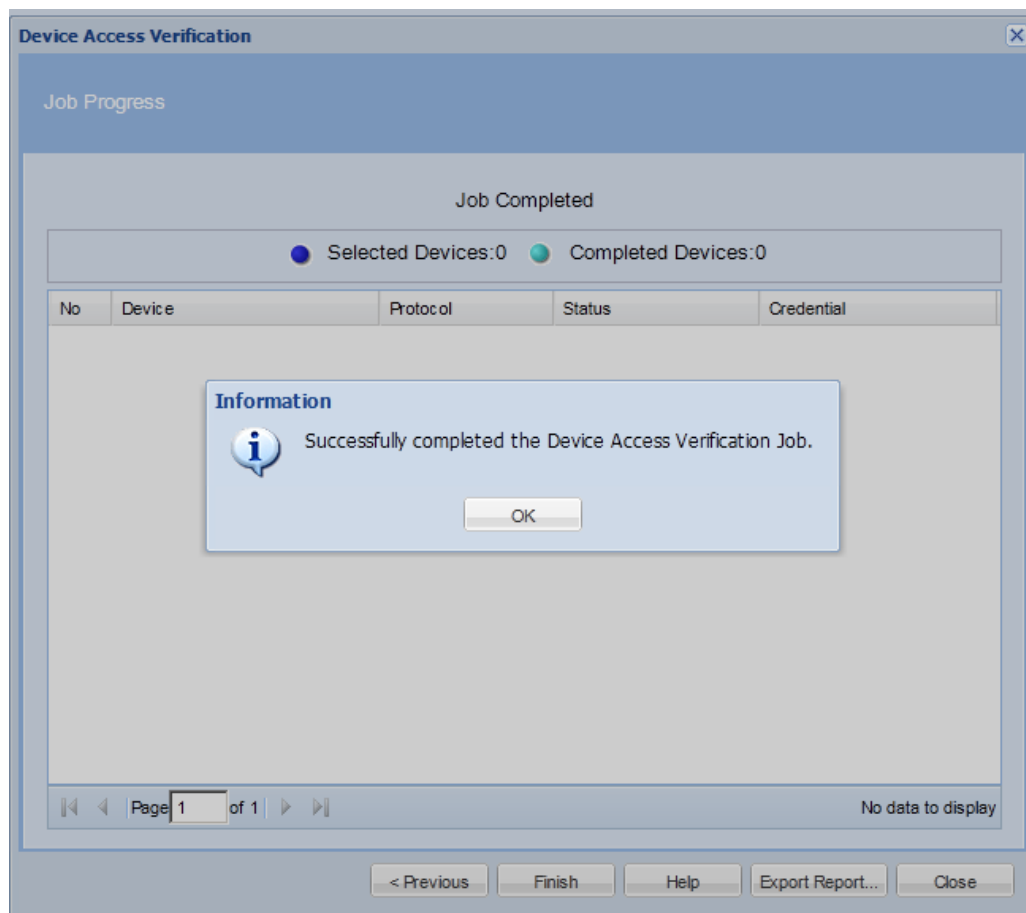 Device Access Verification
Job Progress
Job Completed
Selected Devices:0 Completed Devices:0
No Device Protocol Status Credential
Information
Successfully completed the Device Access Verification Job.
OK
Page 1 of 1 No data to display
< Previous Finish Help Export Report... Close